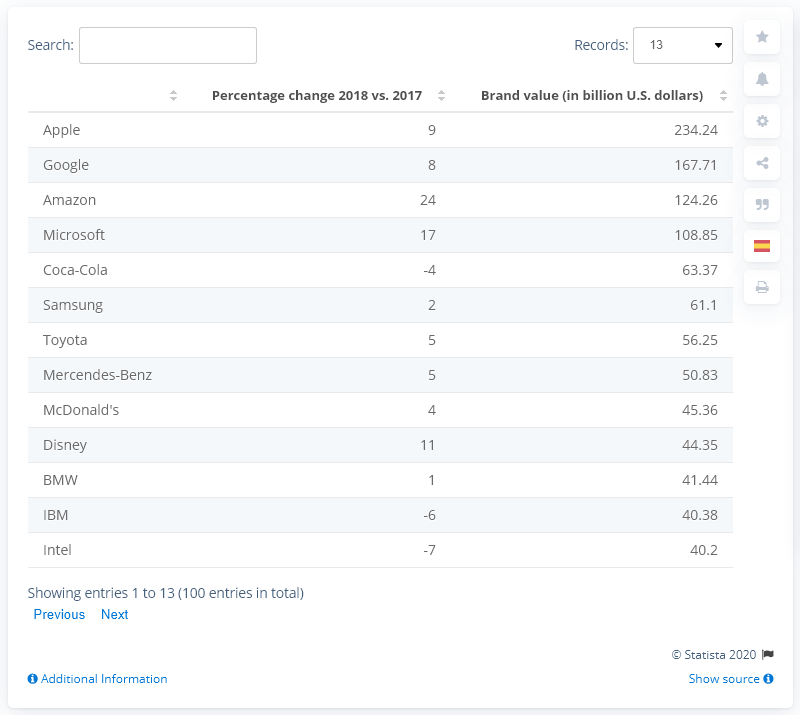 Search: Records: 13
Percentage change 2018 vs. 2017 Brand value (in billion U.S. dollars)
Apple 9 234.24
Google 8 167.71
Amazon 24 124.26
Microsoft 17 108.85
Coca-Cola -4 63.37
Samsung 2 61.1
Toyota 5 56.25
Mercendes-Benz 5 50.83
McDonald's 4 45.36
Disney 11 44.35
BMW 1 41.44
IBM -6 40.38
Intel -7 40.2
Showing entries 1 to 13 (100 entries in total)
Previous Next
© Statista 2020
Additional Information Show source